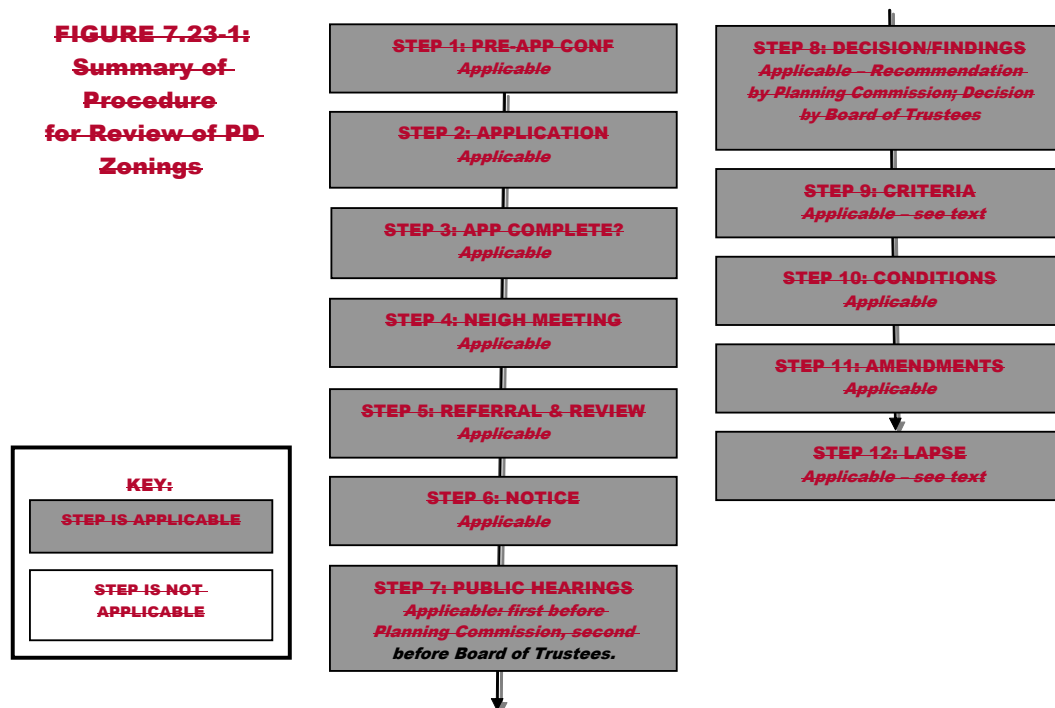 FIGURE 7.23-1:
Summary of
Procedure
for Review of PD
Zonings
KEY:
STEP IS APPLICABLE
STEP IS NOT
APPLICABLE
STEP 1: PRE-APP CONF
Applicable
STEP 2: APPLICATION
Applicable
STEP 3: APP COMPLETE?
Applicable
STEP 4: NEIGH MEETING
Applicable
STEP 5: REFERRAL & REVIEW
Applicable
STEP 6: NOTICE
Applicable
STEP 7: PUBLIC HEARINGS
Applicable: first before
Planning Commission, second
before Board of Trustees.
STEP 8: DECISION/FINDINGS
Applicable – Recommendation
by Planning Commission; Decision
by Board of Trustees
STEP 9: CRITERIA
Applicable – see text
STEP 10: CONDITIONS
Applicable
STEP 11: AMENDMENTS
Applicable
STEP 12: LAPSE
Applicable – see text